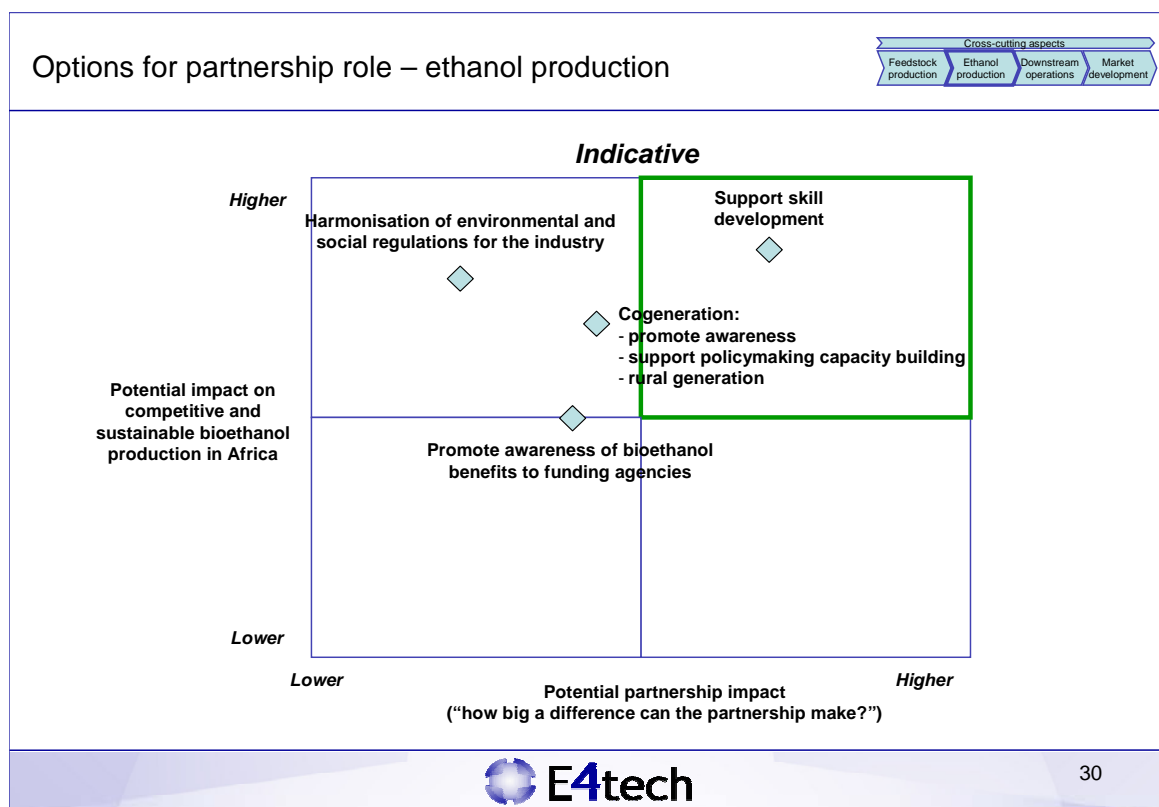 Options for partnership role – ethanol production
Cross-cutting aspects
Feedstock
production
Ethanol
production
Downstream
operations
Market
development
Indicative
Higher
Harmonisation of environmental and
social regulations for the industry
Support skill
development
Cogeneration:
- promote awareness
- support policymaking capacity building
- rural generation
Potential impact on
competitive and
sustainable bioethanol
production in Africa
Promote awareness of bioethanol
benefits to funding agencies
Lower
Lower
Higher
Potential partnership impact
(“how big a difference can the partnership make?”)
E4tech
30